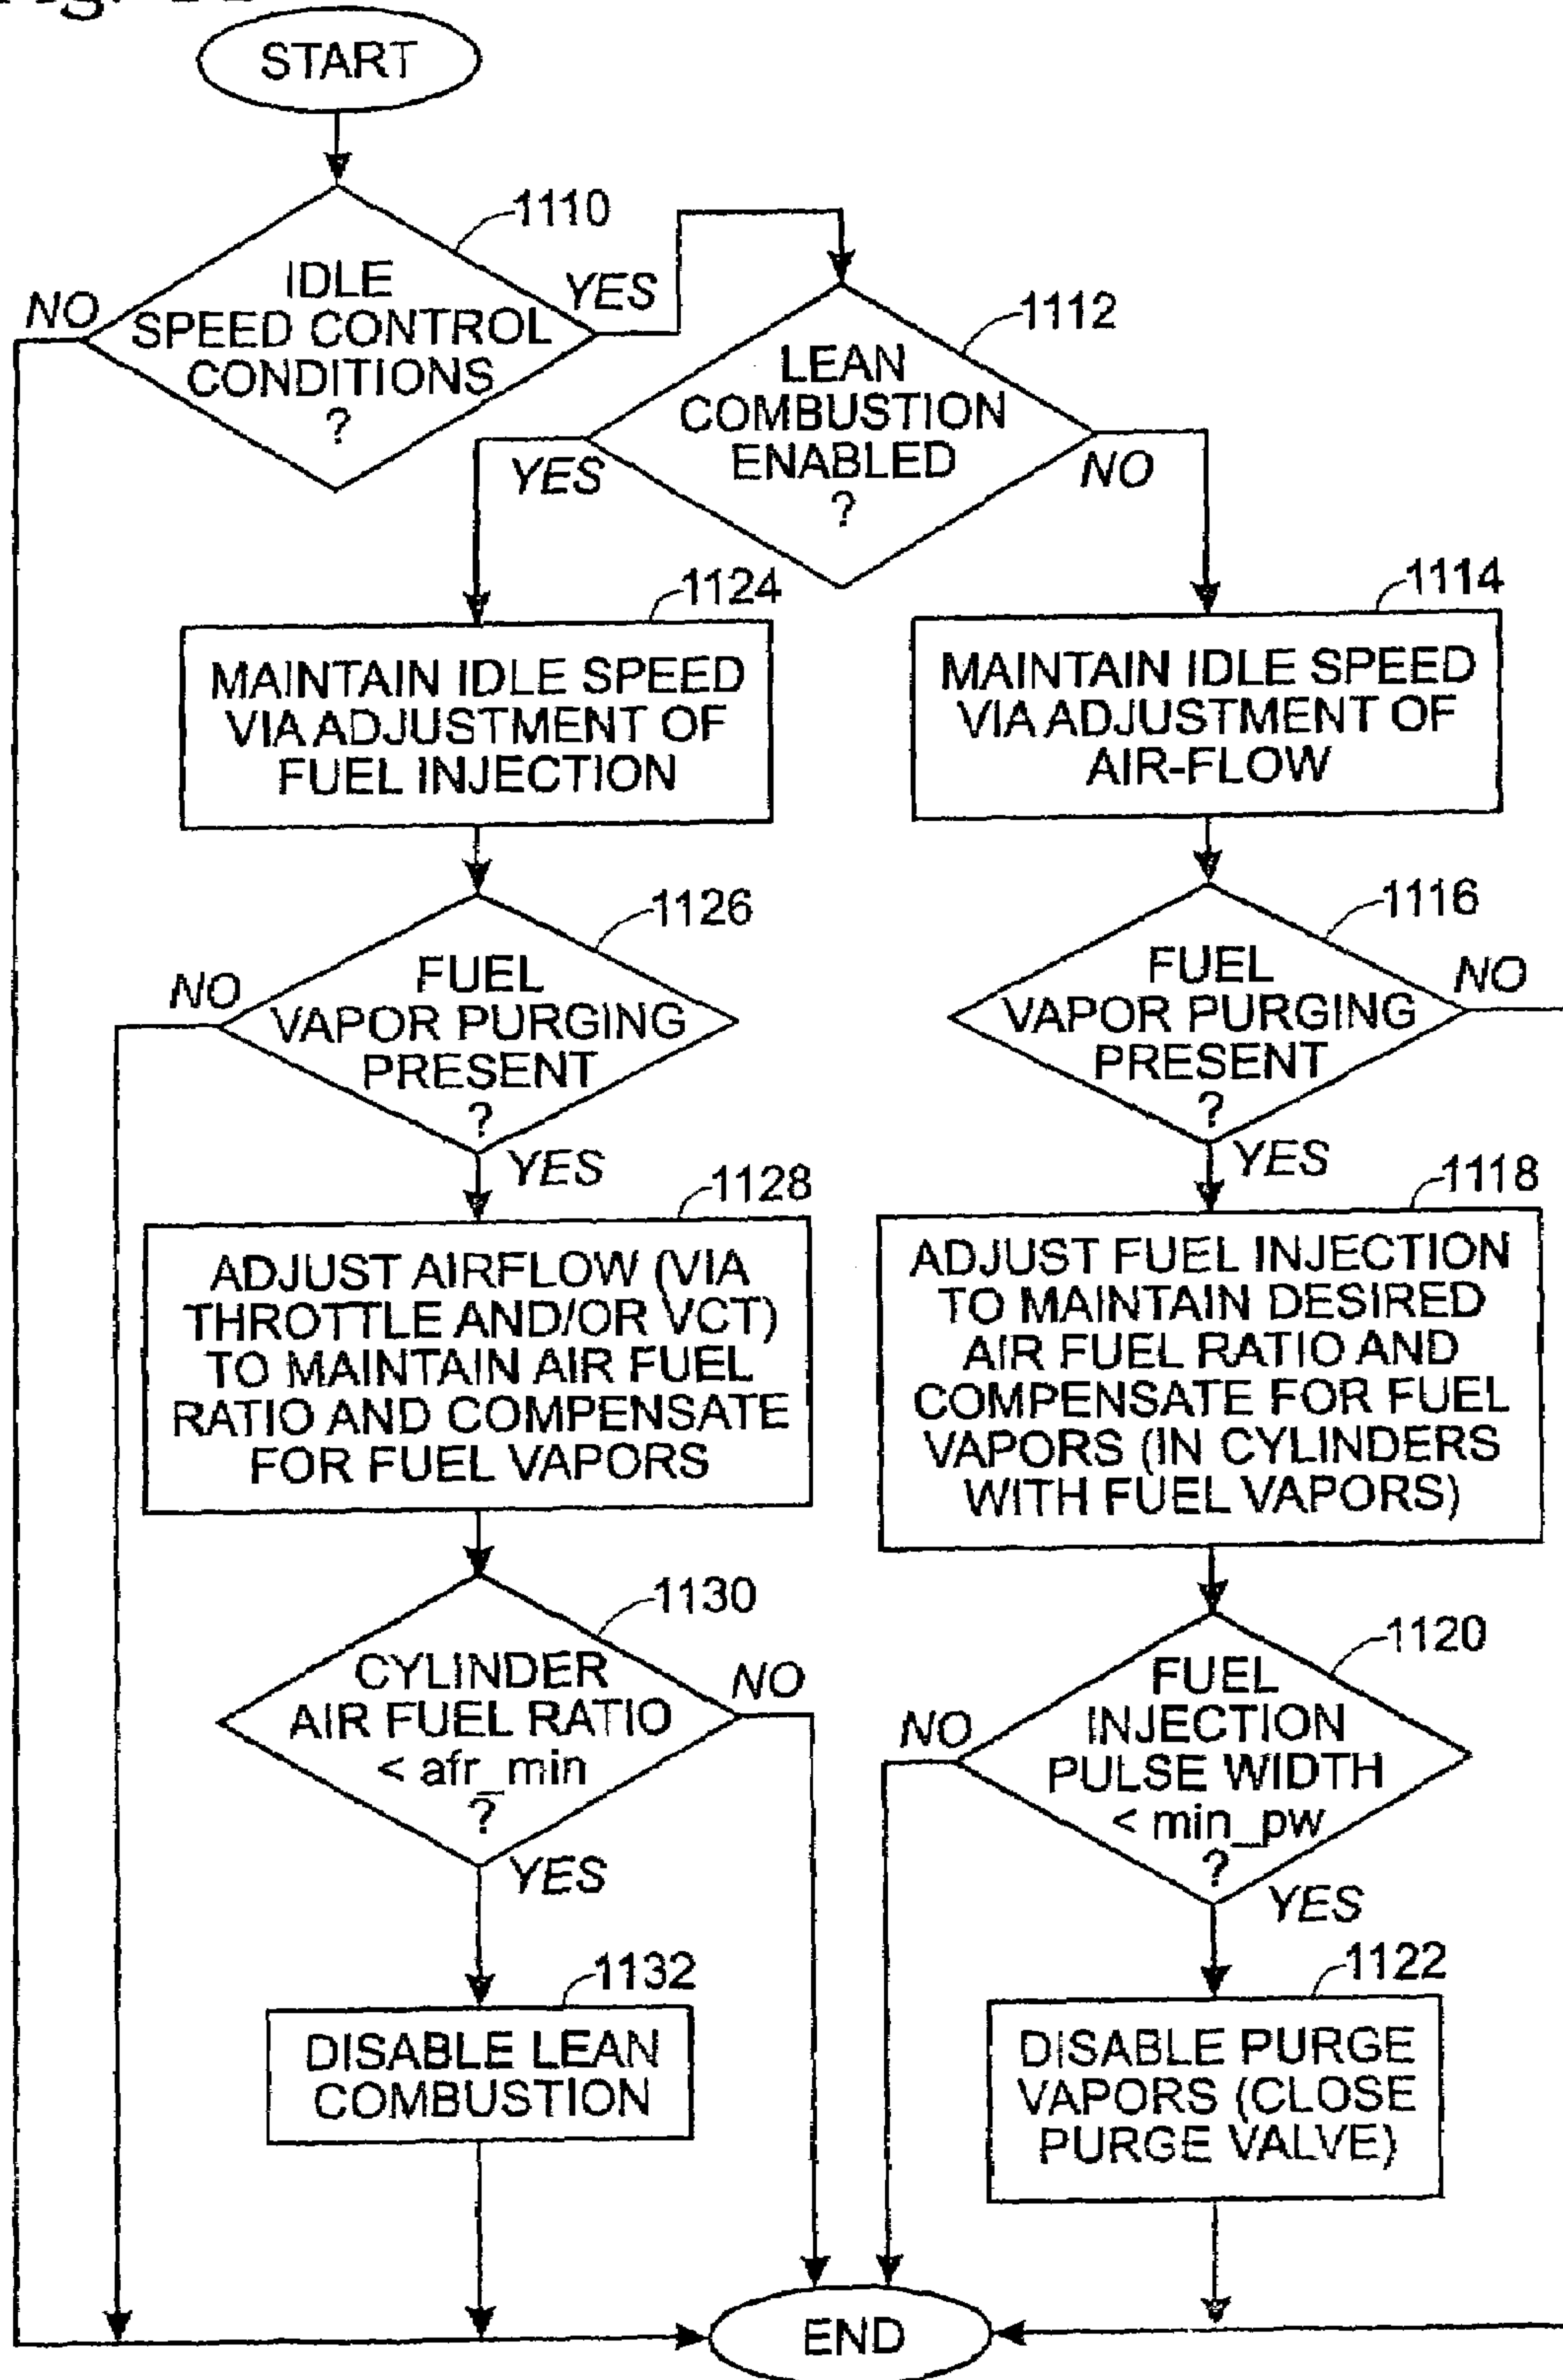 START
1110
IDLE
SPEED CONTROL
CONDITIONS
?
NO
YES
1112
LEAN
COMBUSTION
ENABLED
?
YES
NO
1124
MAINTAIN IDLE SPEED
VIA ADJUSTMENT OF
FUEL INJECTION
1114
MAINTAIN IDLE SPEED
VIA ADJUSTMENT OF
AIR-FLOW
1126
FUEL
VAPOR PURGING
PRESENT
?
NO
YES
1116
FUEL
VAPOR PURGING
PRESENT
?
NO
YES
1128
ADJUST AIRFLOW (VIA
THROTTLE AND/OR VCT)
TO MAINTAIN AIR FUEL
RATIO AND COMPENSATE
FOR FUEL VAPORS
1118
ADJUST FUEL INJECTION
TO MAINTAIN DESIRED
AIR FUEL RATIO AND
COMPENSATE FOR FUEL
VAPORS (IN CYLINDERS
WITH FUEL VAPORS)
1130
CYLINDER
AIR FUEL RATIO
< afr_min
?
NO
YES
1120
FUEL
INJECTION
PULSE WIDTH
< min_pw
?
NO
YES
1132
DISABLE LEAN
COMBUSTION
1122
DISABLE PURGE
VAPORS (CLOSE
PURGE VALVE)
END